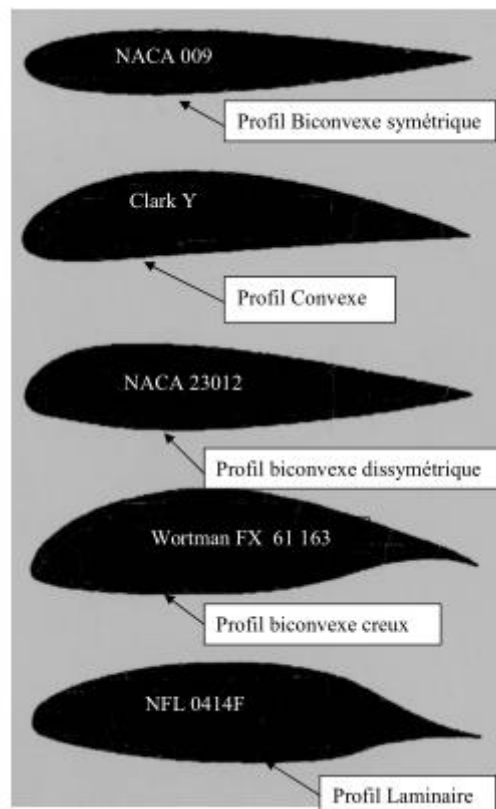 NACA 009
Profil Biconvexe symétrique
Clark Y
Profil Convexe
NACA 23012
Profil biconvexe dissymétrique
Wortman FX 61 163
Profil biconvexe creux
NFL 0414F
Profil Laminaire